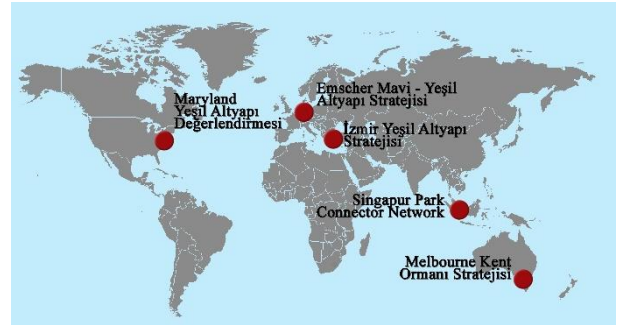 Maryland
Yeşil Altyapı
Değerlendirmesi
Emscher Mavi - Yeşil
Altyapı Stratejisi
İzmir Yeşil Altyapı
Stratejisi
Singapur Park
Connector Network
Melbourne Kent
Ormanı Stratejisi